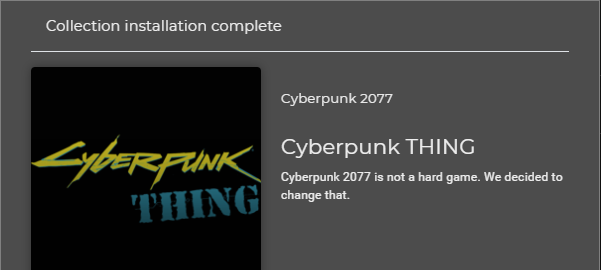 Collection installation complete
Cyberpunk 2077
Cyberpunk
THING
Cyberpunk THING
Cyberpunk 2077 is not a hard game. We decided to
change that.